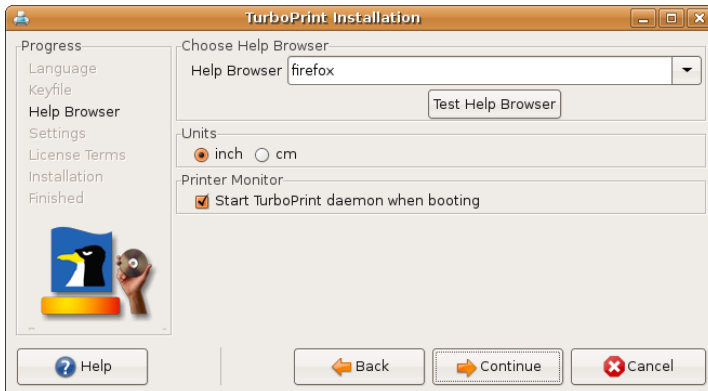 TurboPrint Installation
Progress
Language
Keyfile
Help Browser
Settings
License Terms
Installation
Finished
Choose Help Browser
Help Browser firefox
Test Help Browser
Units
inch cm
Printer Monitor
Start TurboPrint daemon when booting
Help Back Continue Cancel